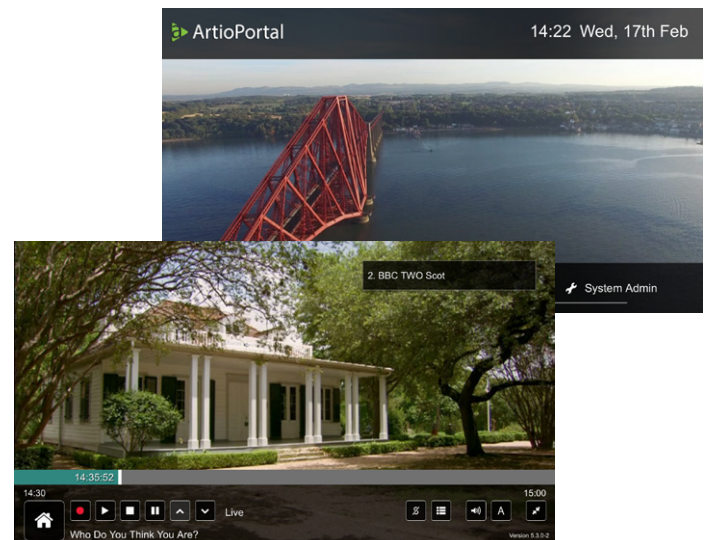 ArtioPortal
14:22 Wed, 17th Feb
System Admin
2. BBC TWO Scot
14:35:52
14:30
15:00
Live
A
Who Do You Think You Are?
Version 5.3.0-2